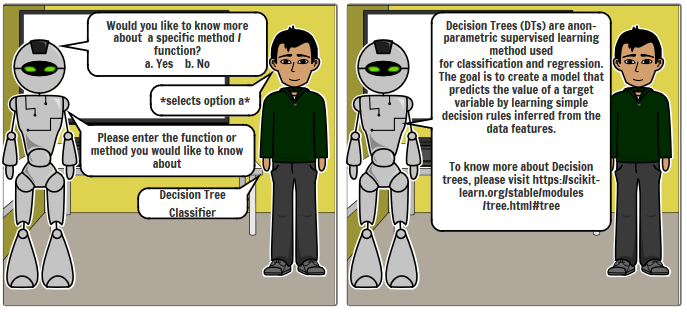 Would you like to know more
about a specific method /
function?
a. Yes b. No
*selects option a*
Please enter the function or
method you would like to know
about
Decision Tree
Classifier
Decision Trees (DTs) are anon-
parametric supervised learning
method used
for classification and regression.
The goal is to create a model that
predicts the value of a target
variable by learning simple
decision rules inferred from the
data features.
To know more about Decision
trees, please visit https://scikit-
learn.org/stable/modules
/tree.html#tree